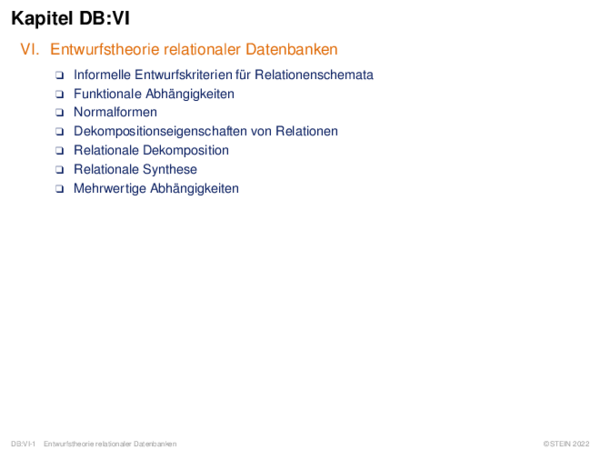 Kapitel DB:VI
VI. Entwurfstheorie relationaler Datenbanken
❑ Informelle Entwurfskriterien für Relationenschemata
❑ Funktionale Abhängigkeiten
❑ Normalformen
❑ Dekompositionseigenschaften von Relationen
❑ Relationale Dekomposition
❑ Relationale Synthese
❑ Mehrwertige Abhängigkeiten
DB:VI-1 Entwurfstheorie relationaler Datenbanken ©STEIN 2022